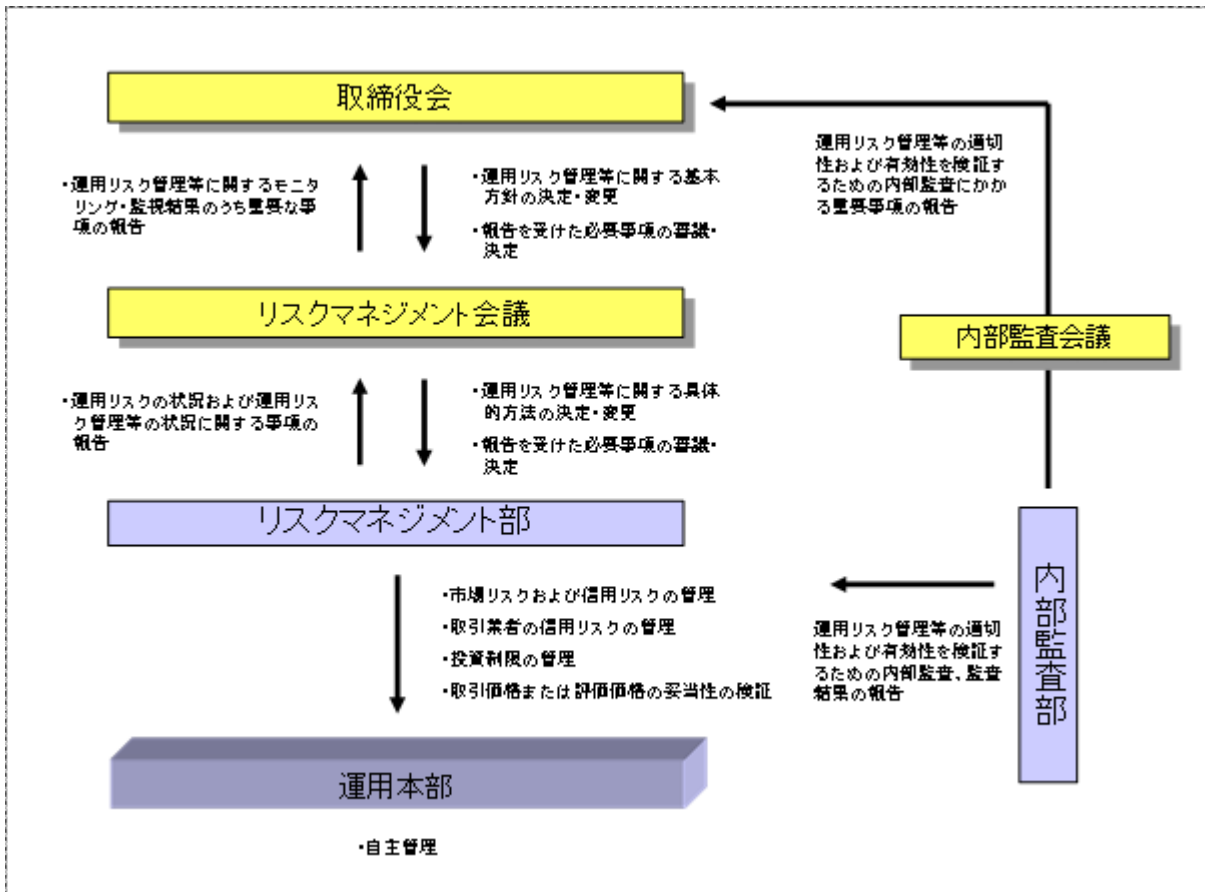 取締役会
・運用リスク管理等に関するモニタ
リング・監視結果のうち重要な事
項の報告
・運用リスク管理等に関する基本
方針の決定・変更
・報告を受けた必要事項の審議・
決定
運用リスク管理等の適切
性および有効性を検証す
るための内部監査にかか
る重要事項の報告
リスクマネジメント会議
内部監査会議
・運用リスクの状況および運用リス
ク管理等の状況に関する事項の
報告
・運用リスク管理等に関する具体
的方法の決定・変更
・報告を受けた必要事項の審議・
決定
リスクマネジメント部
内部監査部
・市場リスクおよび信用リスクの管理
・取引業者の信用リスクの管理
・投資制限の管理
・取引価格または評価価格の妥当性の検証
運用リスク管理等の適切
性および有効性を検証す
るための内部監査、監査
結果の報告
運用本部
・自主管理